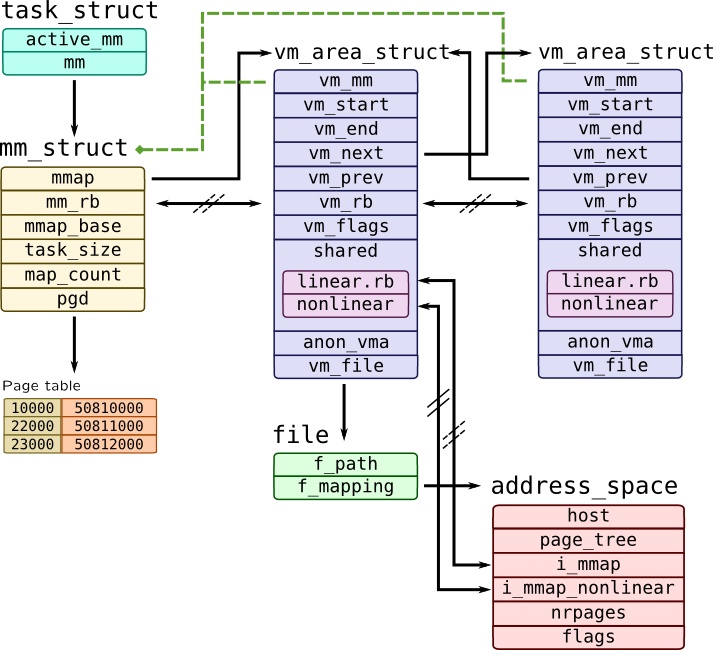 task_struct
active_mm
mm
mm_struct
mmap
mm_rb
mmap_base
task_size
map_count
pgd
Page table
10000 50810000
22000 50811000
23000 50812000
vm_area_struct
vm_mm
vm_start
vm_end
vm_next
vm_prev
vm_rb
vm_flags
shared
linear.rb
nonlinear
anon_vma
vm_file
vm_area_struct
vm_mm
vm_start
vm_end
vm_next
vm_prev
vm_rb
vm_flags
shared
linear.rb
nonlinear
anon_vma
vm_file
file
f_path
f_mapping
address_space
host
page_tree
i_mmap
i_mmap_nonlinear
nrpages
flags